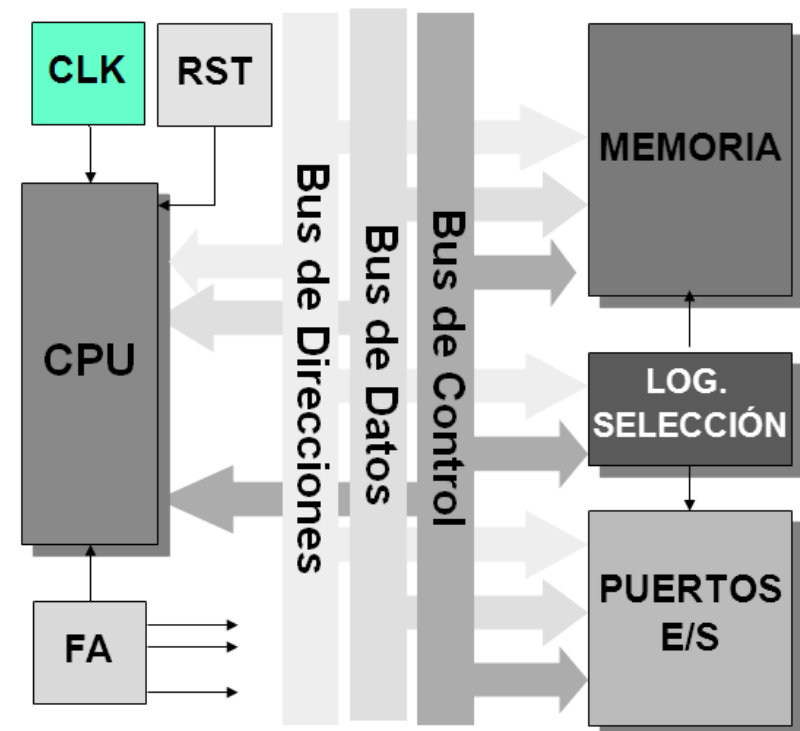 CLK
RST
CPU
FA
Bus de Direcciones
Bus de Datos
Bus de Control
MEMORIA
LOG.
SELECCIÓN
PUERTOS
E/S